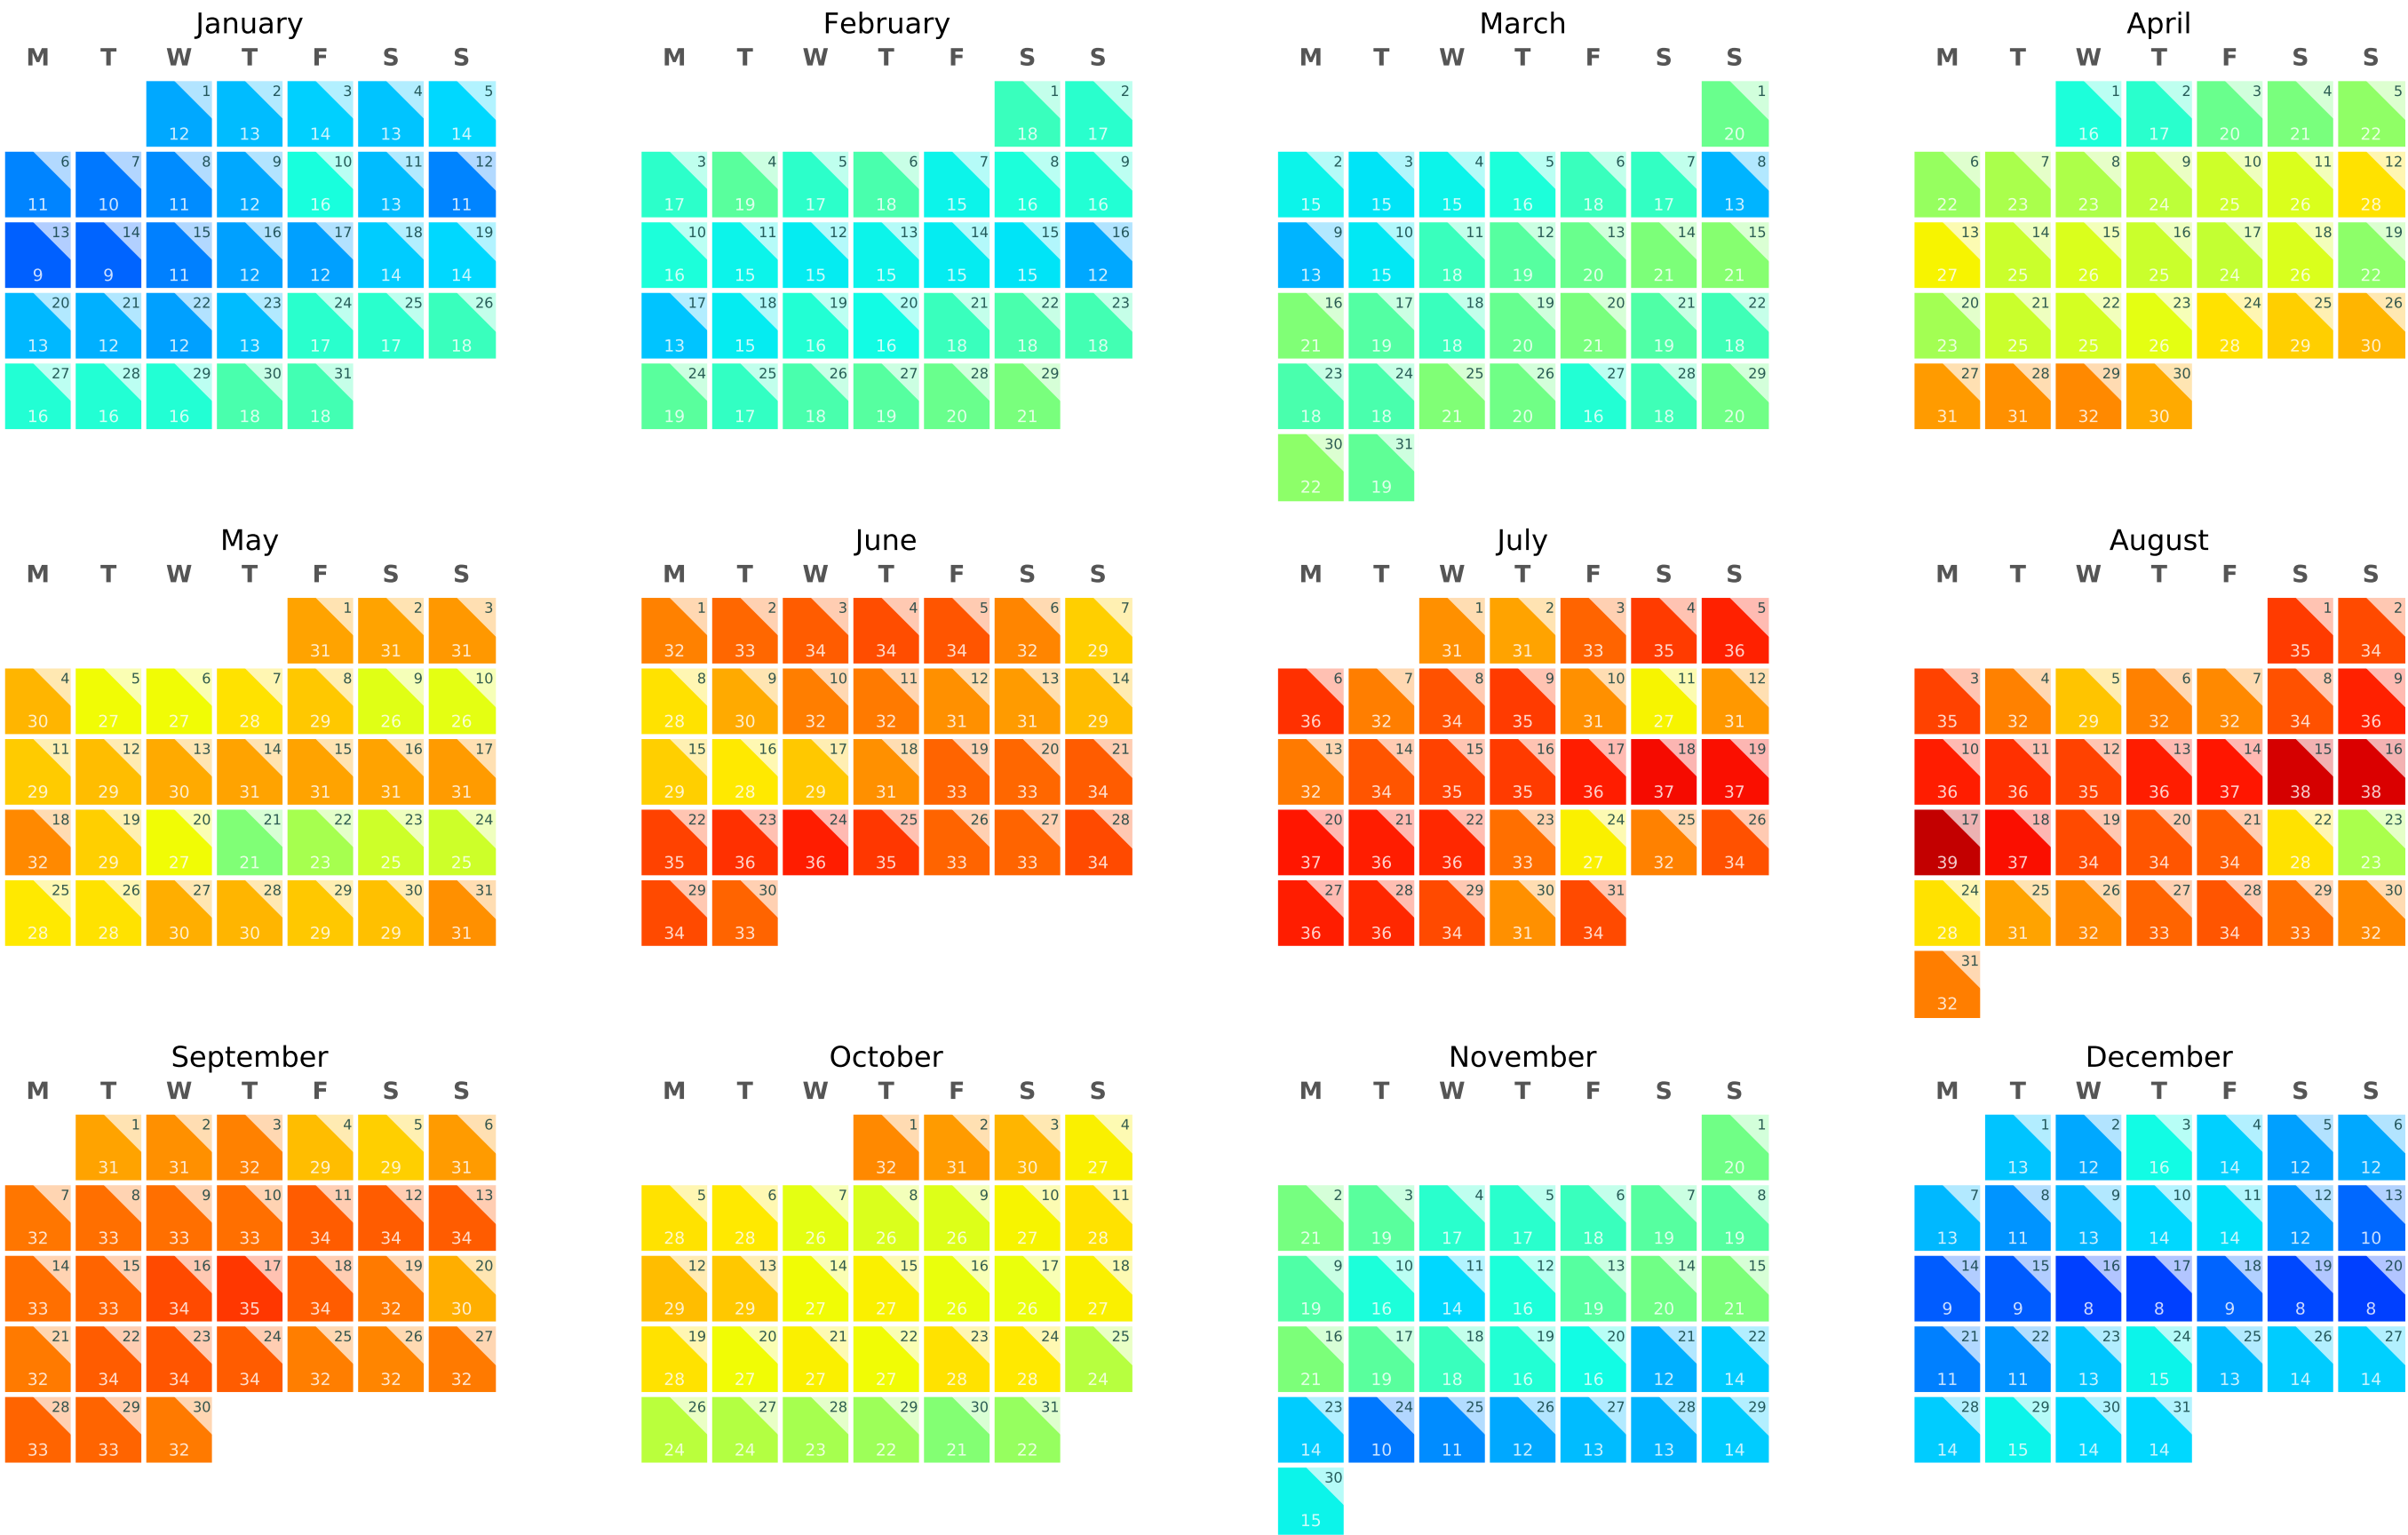 January February March April
M T W T F S S M T W T F S S M T W T F S S M T W T F S S
1 2 3 4 5 1 2 1 1 2 3 4 5
12 13 14 13 14 18 17 20 16 17 20 21 22
6 7 8 9 10 11 12 3 4 5 6 7 8 9 2 3 4 5 6 7 8 6 7 8 9 10 11 12
11 10 11 12 16 13 11 17 19 17 18 15 16 16 15 15 15 16 18 17 13 22 23 23 24 25 26 28
13 14 15 16 17 18 19 10 11 12 13 14 15 16 9 10 11 12 13 14 15 13 14 15 16 17 18 19
9 9 11 12 12 14 14 16 15 15 15 15 15 12 13 15 18 19 20 21 21 27 25 26 25 24 26 22
20 21 22 23 24 25 26 17 18 19 20 21 22 23 16 17 18 19 20 21 22 20 21 22 23 24 25 26
13 12 12 13 17 17 18 13 15 16 16 18 18 18 21 19 18 20 21 19 18 23 25 25 26 28 29 30
27 28 29 30 31 24 25 26 27 28 29 23 24 25 26 27 28 29 27 28 29 30
16 16 16 18 18 19 17 18 19 20 21 18 18 21 20 16 18 20 31 31 32 30
30 31
22 19
May June July August
M T W T F S S M T W T F S S M T W T F S S M T W T F S S
1 2 3 1 2 3 4 5 6 7 1 2 3 4 5 1 2
31 31 31 32 33 34 34 34 32 29 31 31 33 35 36 35 34
4 5 6 7 8 9 10 8 9 10 11 12 13 14 6 7 8 9 10 11 12 3 4 5 6 7 8 9
30 27 27 28 29 26 26 28 30 32 32 31 31 29 36 32 34 35 31 27 31 35 32 29 32 32 34 36
11 12 13 14 15 16 17 15 16 17 18 19 20 21 13 14 15 16 17 18 19 10 11 12 13 14 15 16
29 29 30 31 31 31 31 29 28 29 31 33 33 34 32 34 35 35 36 37 37 36 36 35 36 37 38 38
18 19 20 21 22 23 24 22 23 24 25 26 27 28 20 21 22 23 24 25 26 17 18 19 20 21 22 23
32 29 27 21 23 25 25 35 36 36 35 33 33 34 37 36 36 33 27 32 34 39 37 34 34 34 28 23
25 26 27 28 29 30 31 29 30 27 28 29 30 31 24 25 26 27 28 29 30
28 28 30 30 29 29 31 34 33 36 36 34 31 34 28 31 32 33 34 33 32
31
32
September October November December
M T W T F S S M T W T F S S M T W T F S S M T W T F S S
1 2 3 4 5 6 1 2 3 4 1 1 2 3 4 5 6
31 31 32 29 29 31 32 31 30 27 20 13 12 16 14 12 12
7 8 9 10 11 12 13 5 6 7 8 9 10 11 2 3 4 5 6 7 8 7 8 9 10 11 12 13
32 33 33 33 34 34 34 28 28 26 26 26 27 28 21 19 17 17 18 19 19 13 11 13 14 14 12 10
14 15 16 17 18 19 20 12 13 14 15 16 17 18 9 10 11 12 13 14 15 14 15 16 17 18 19 20
33 33 34 35 34 32 30 29 29 27 27 26 26 27 19 16 14 16 19 20 21 9 9 8 8 9 8 8
21 22 23 24 25 26 27 19 20 21 22 23 24 25 16 17 18 19 20 21 22 21 22 23 24 25 26 27
32 34 34 34 32 32 32 28 27 27 27 28 28 24 21 19 18 16 16 12 14 11 11 13 15 13 14 14
28 29 30 26 27 28 29 30 31 23 24 25 26 27 28 29 28 29 30 31
33 33 32 24 24 23 22 21 22 14 10 11 12 13 13 14 14 15 14 14
30
15